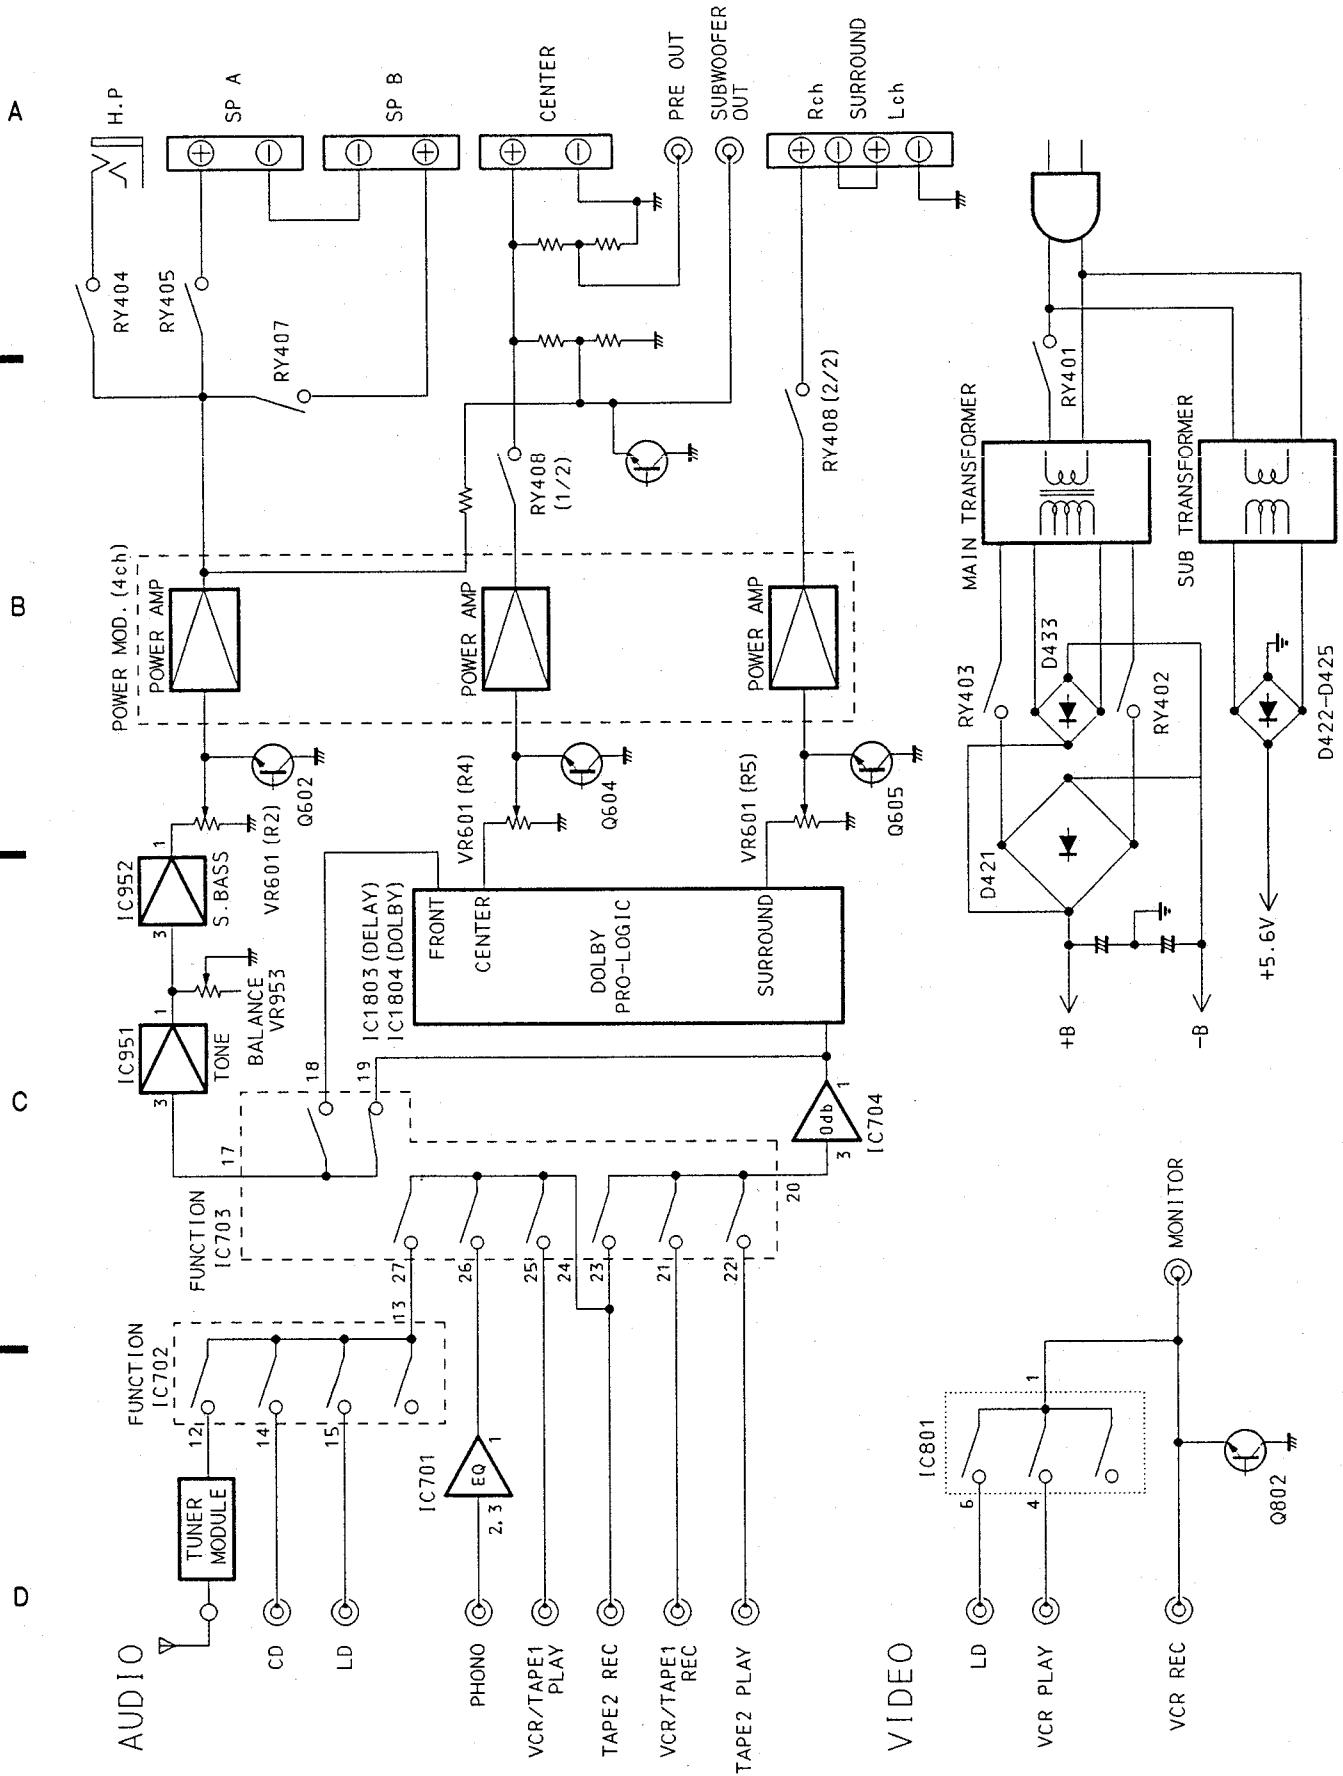 A
B
C
D
AUDIO
TUNER
MODULE
CD
LD
PHONO
VCR/TAPE1
PLAY
TAPE2 REC
VCR/TAPE1
REC
TAPE2 PLAY
FUNCTION
IC702
12
14
15
13
IC701
EQ
2,3
1
FUNCTION
IC703
27
26
25
24
23
21
22
20
17
18
19
IC704
0db
3
1
IC951
TONE
3
1
BALANCE
VR953
IC952
S.BASS
3
1
VR601(R2)
Q602
IC1803(DELAY)
IC1804(DOLBY)
FRONT
CENTER
DOLBY
PRO-LOGIC
SURROUND
VR601(R4)
Q604
VR601(R5)
Q605
POWER MOD.(4ch)
POWER AMP
POWER AMP
POWER AMP
RY404
RY405
RY407
RY408
(1/2)
RY408(2/2)
H.P
SP A
+
−
SP B
−
+
CENTER
+
−
PRE OUT
SUBWOOFER
OUT
Rch
SURROUND
Lch
+
−
+
−
VIDEO
LD
VCR PLAY
VCR REC
IC801
6
4
1
MONITOR
Q802
+B
-B
+5.6V
D421
D433
RY403
RY402
D422-D425
MAIN TRANSFORMER
SUB TRANSFORMER
RY401